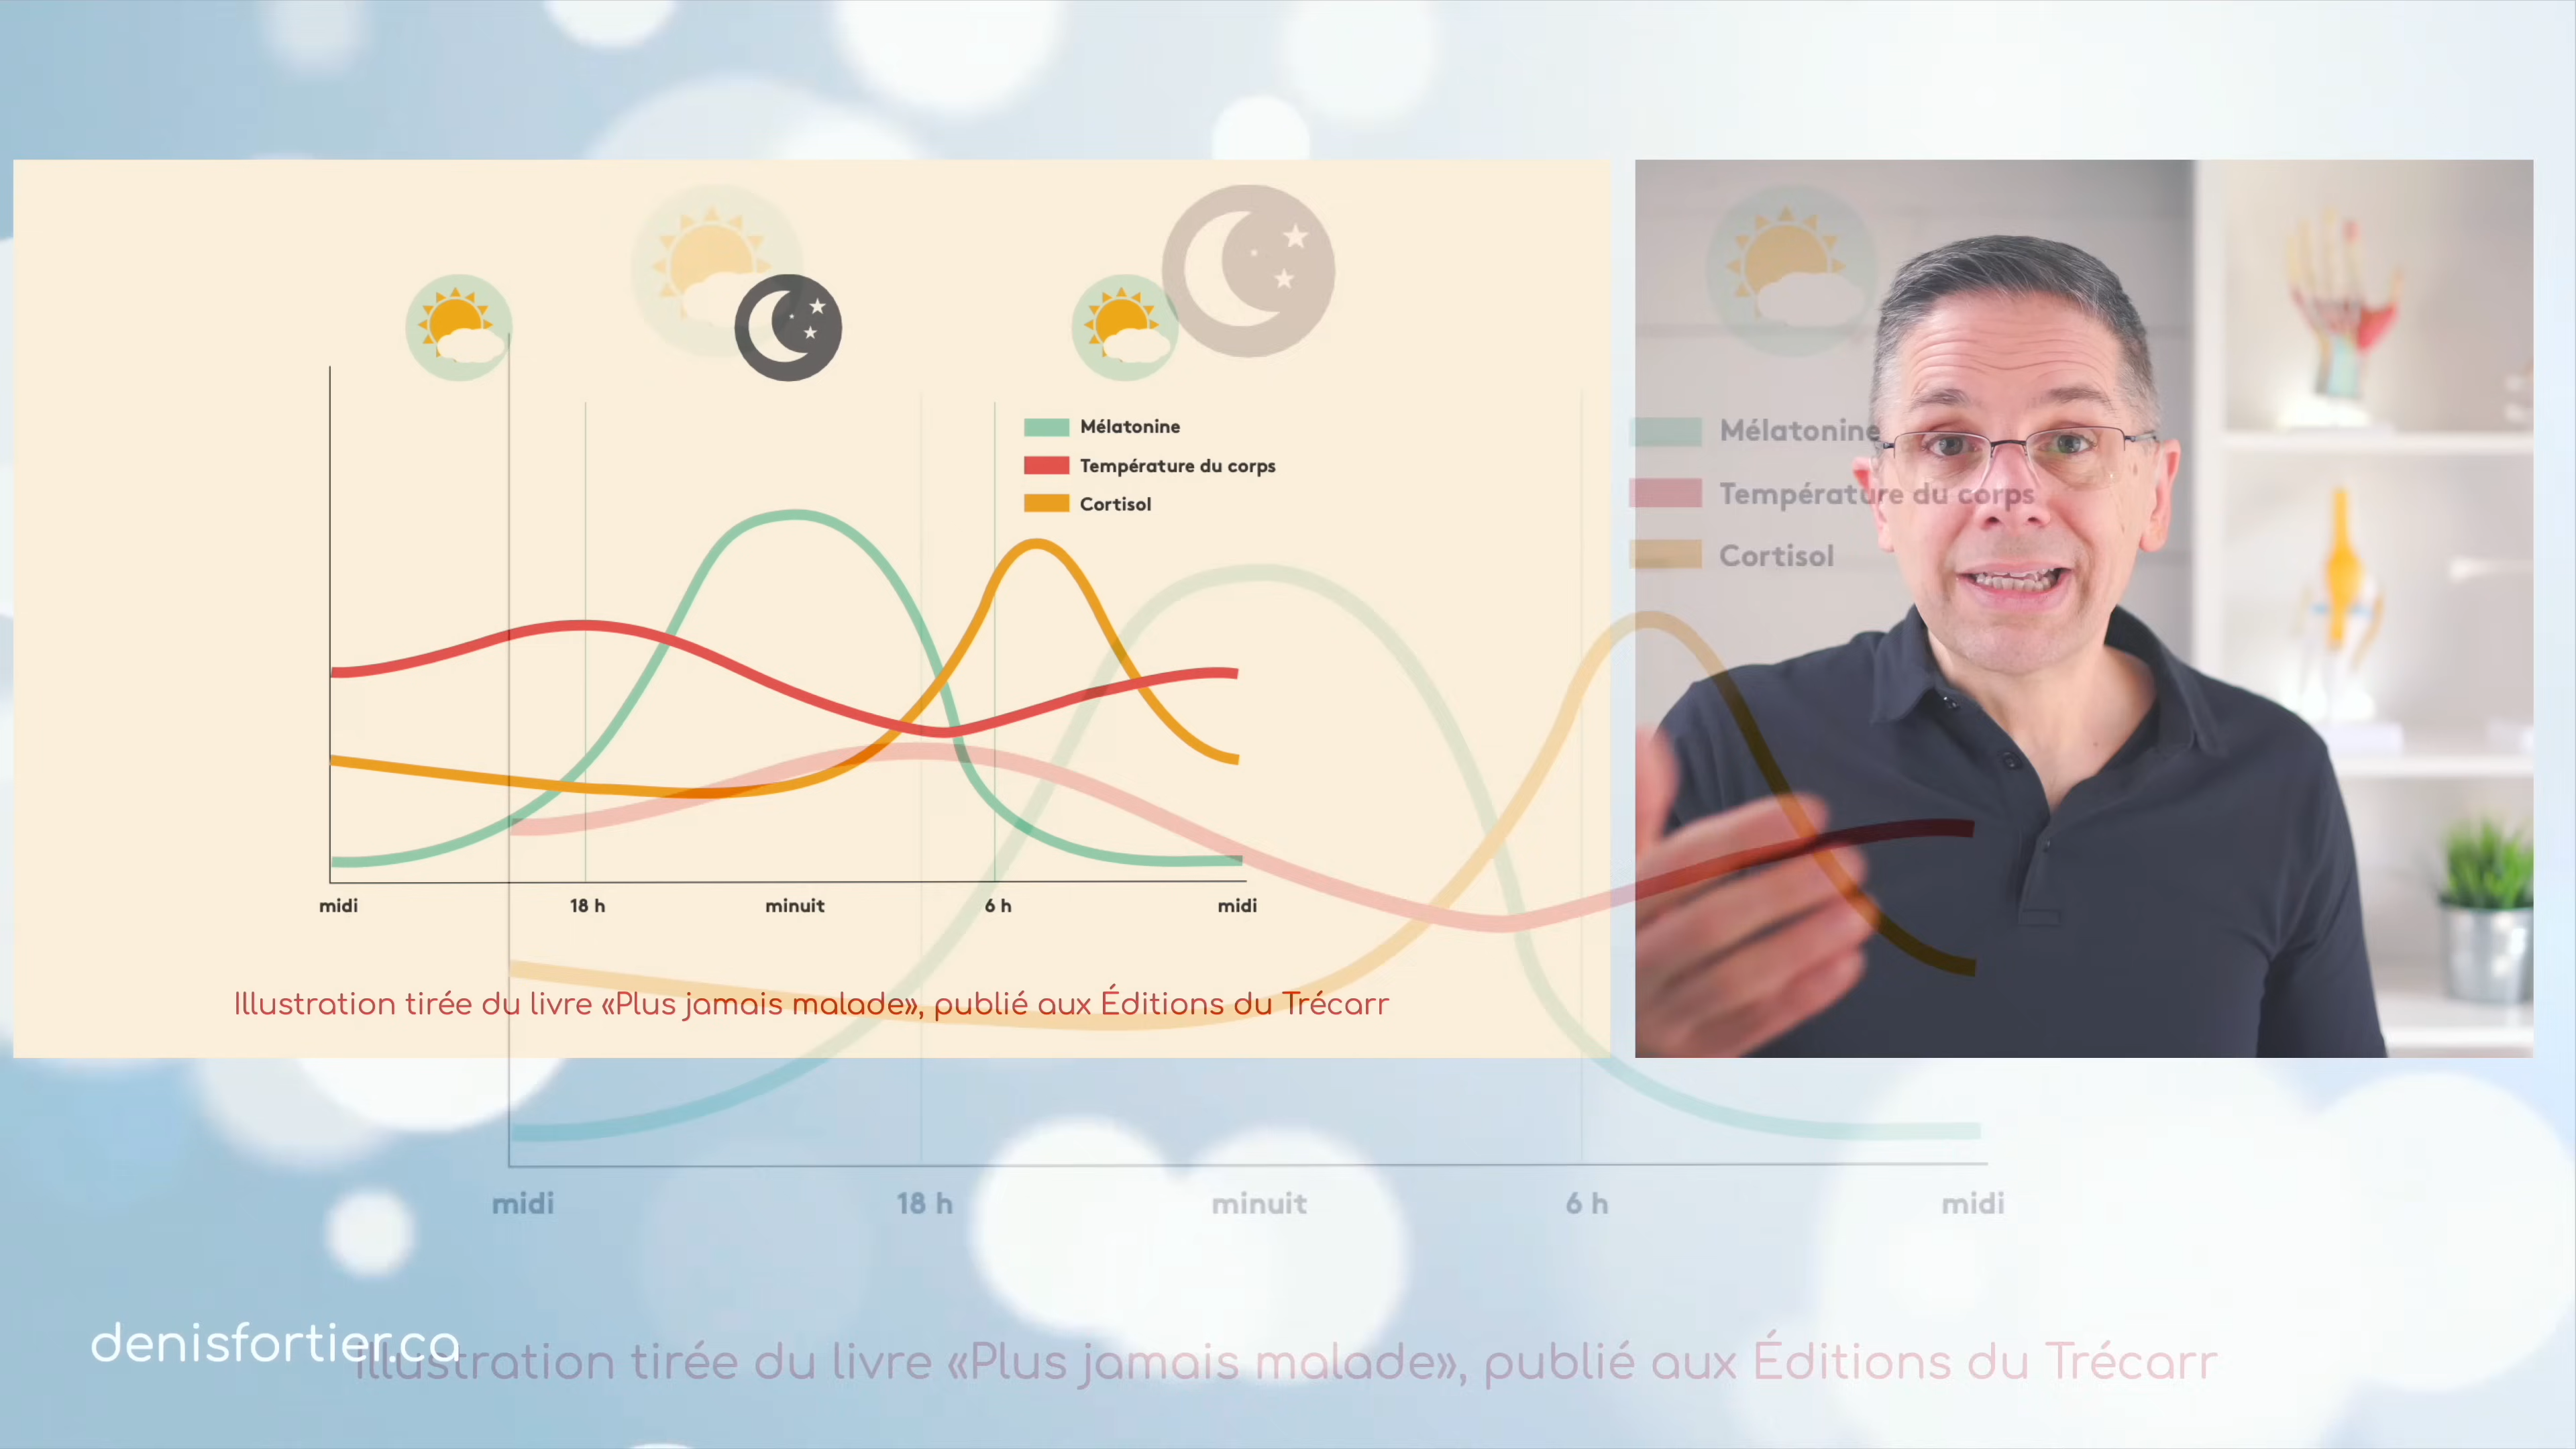 Mélatonine
Température du corps
Cortisol
midi
18 h
minuit
6 h
midi
Illustration tirée du livre «Plus jamais malade», publié aux Éditions du Trécarr
Mélatonine
Température du corps
Cortisol
midi
18 h
minuit
6 h
midi
denisfortier.ca
Illustration tirée du livre «Plus jamais malade», publié aux Éditions du Trécarr